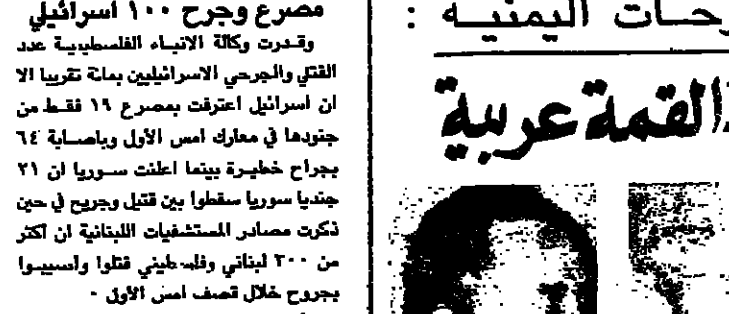 مصرع وجرح ١٠٠ اسرائيلي
وقدرت وكالة الانباء الفلسطينية عدد
القتلى والجرحى الاسرائيليين بمائة تقريبا الا
ان اسرائيل اعترفت بمصرع ١٩ فقط من
جنودها في معارك امس الأول وباصابة ٦٤
بجراح خطيرة بينما اعلنت سوريا ان ٢١
جنديا سوريا سقطوا بين قتيل وجريح في حين
ذكرت مصادر المستشفيات اللبنانية ان اكثر
من ٣٠٠ لبناني وفلسطيني قتلوا واصيبوا
بجروح خلال قصف امس الأول -
اليمنيـة :
القمة عربية